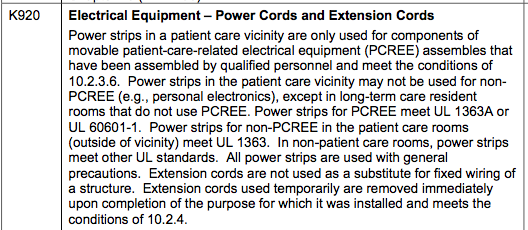 K920 Electrical Equipment – Power Cords and Extension Cords
Power strips in a patient care vicinity are only used for components of
movable patient-care-related electrical equipment (PCREE) assembles that
have been assembled by qualified personnel and meet the conditions of
10.2.3.6.  Power strips in the patient care vicinity may not be used for non-
PCREE (e.g., personal electronics), except in long-term care resident
rooms that do not use PCREE. Power strips for PCREE meet UL 1363A or
UL 60601-1.  Power strips for non-PCREE in the patient care rooms
(outside of vicinity) meet UL 1363.  In non-patient care rooms, power strips
meet other UL standards.  All power strips are used with general
precautions.  Extension cords are not used as a substitute for fixed wiring of
a structure.  Extension cords used temporarily are removed immediately
upon completion of the purpose for which it was installed and meets the
conditions of 10.2.4.